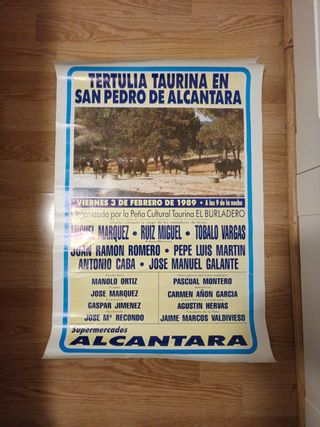 TERTULIA TAURINA EN
SAN PEDRO DE ALCANTARA
VIERNES 3 DE FEBRERO DE 1989 • A las 9 de la noche
Organizada por la Peña Cultural Taurina EL BURLADERO
MIGUEL MARQUEZ • RUIZ MIGUEL • TOBALO VARGAS
JUAN RAMON ROMERO • PEPE LUIS MARTIN
ANTONIO CABA • JOSE MANUEL GALANTE
MANOLO ORTIZ
PASCUAL MONTERO
JOSE MARQUEZ
CARMEN AÑON GARCIA
GASPAR JIMENEZ
AGUSTIN HERVAS
JOSE Mª RECONDO
JAIME MARCOS VALDIVIESO
Supermercados
ALCANTARA